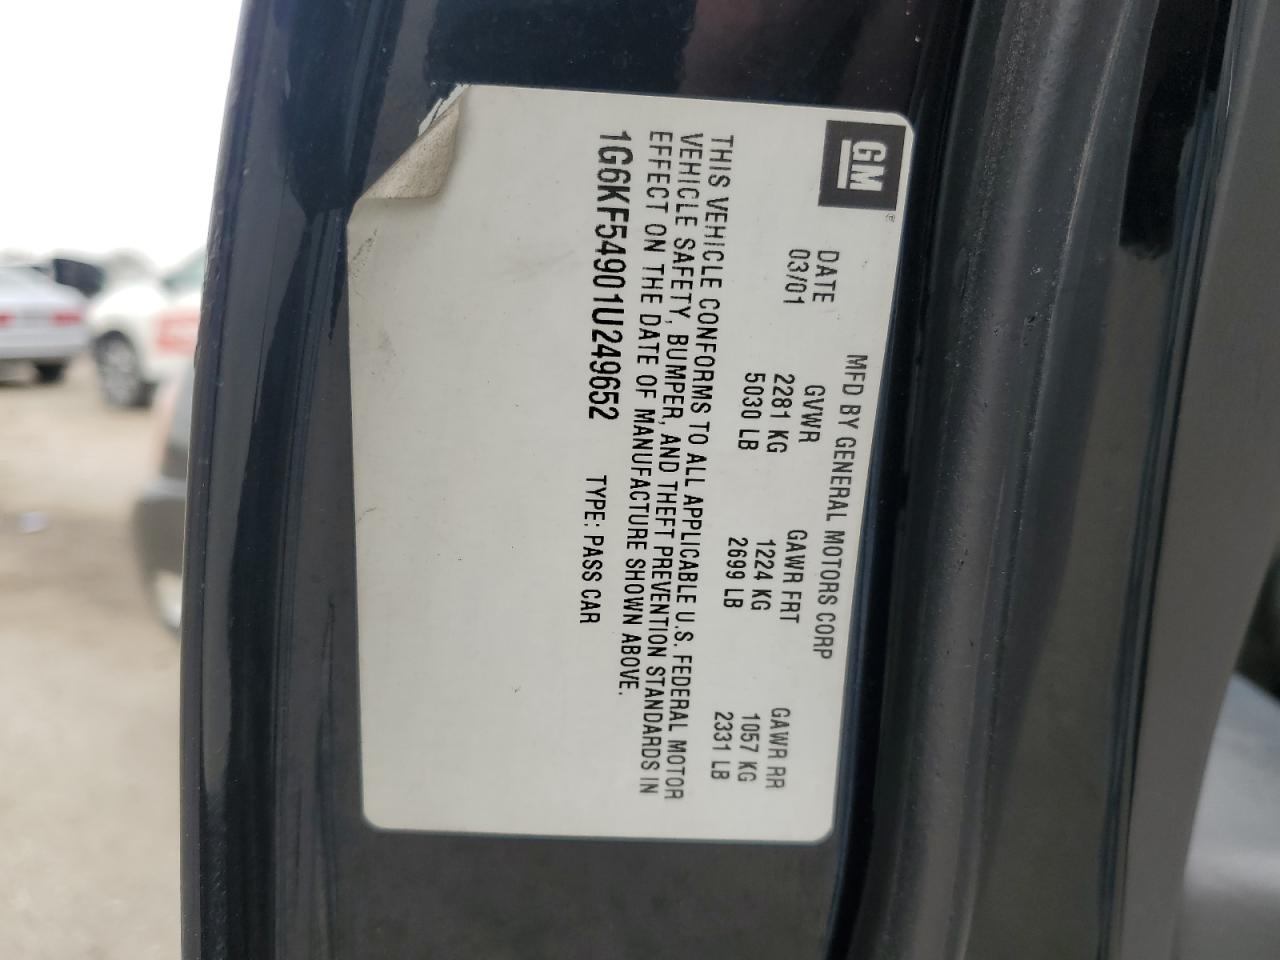 GM®
MFD BY GENERAL MOTORS CORP
DATE GVWR GAWR FRT GAWR RR
03/01 2281 KG 1224 KG 1057 KG
5030 LB 2699 LB 2331 LB
THIS VEHICLE CONFORMS TO ALL APPLICABLE U.S. FEDERAL MOTOR
VEHICLE SAFETY, BUMPER, AND THEFT PREVENTION STANDARDS IN
EFFECT ON THE DATE OF MANUFACTURE SHOWN ABOVE.
1G6KF54901U249652 TYPE: PASS CAR